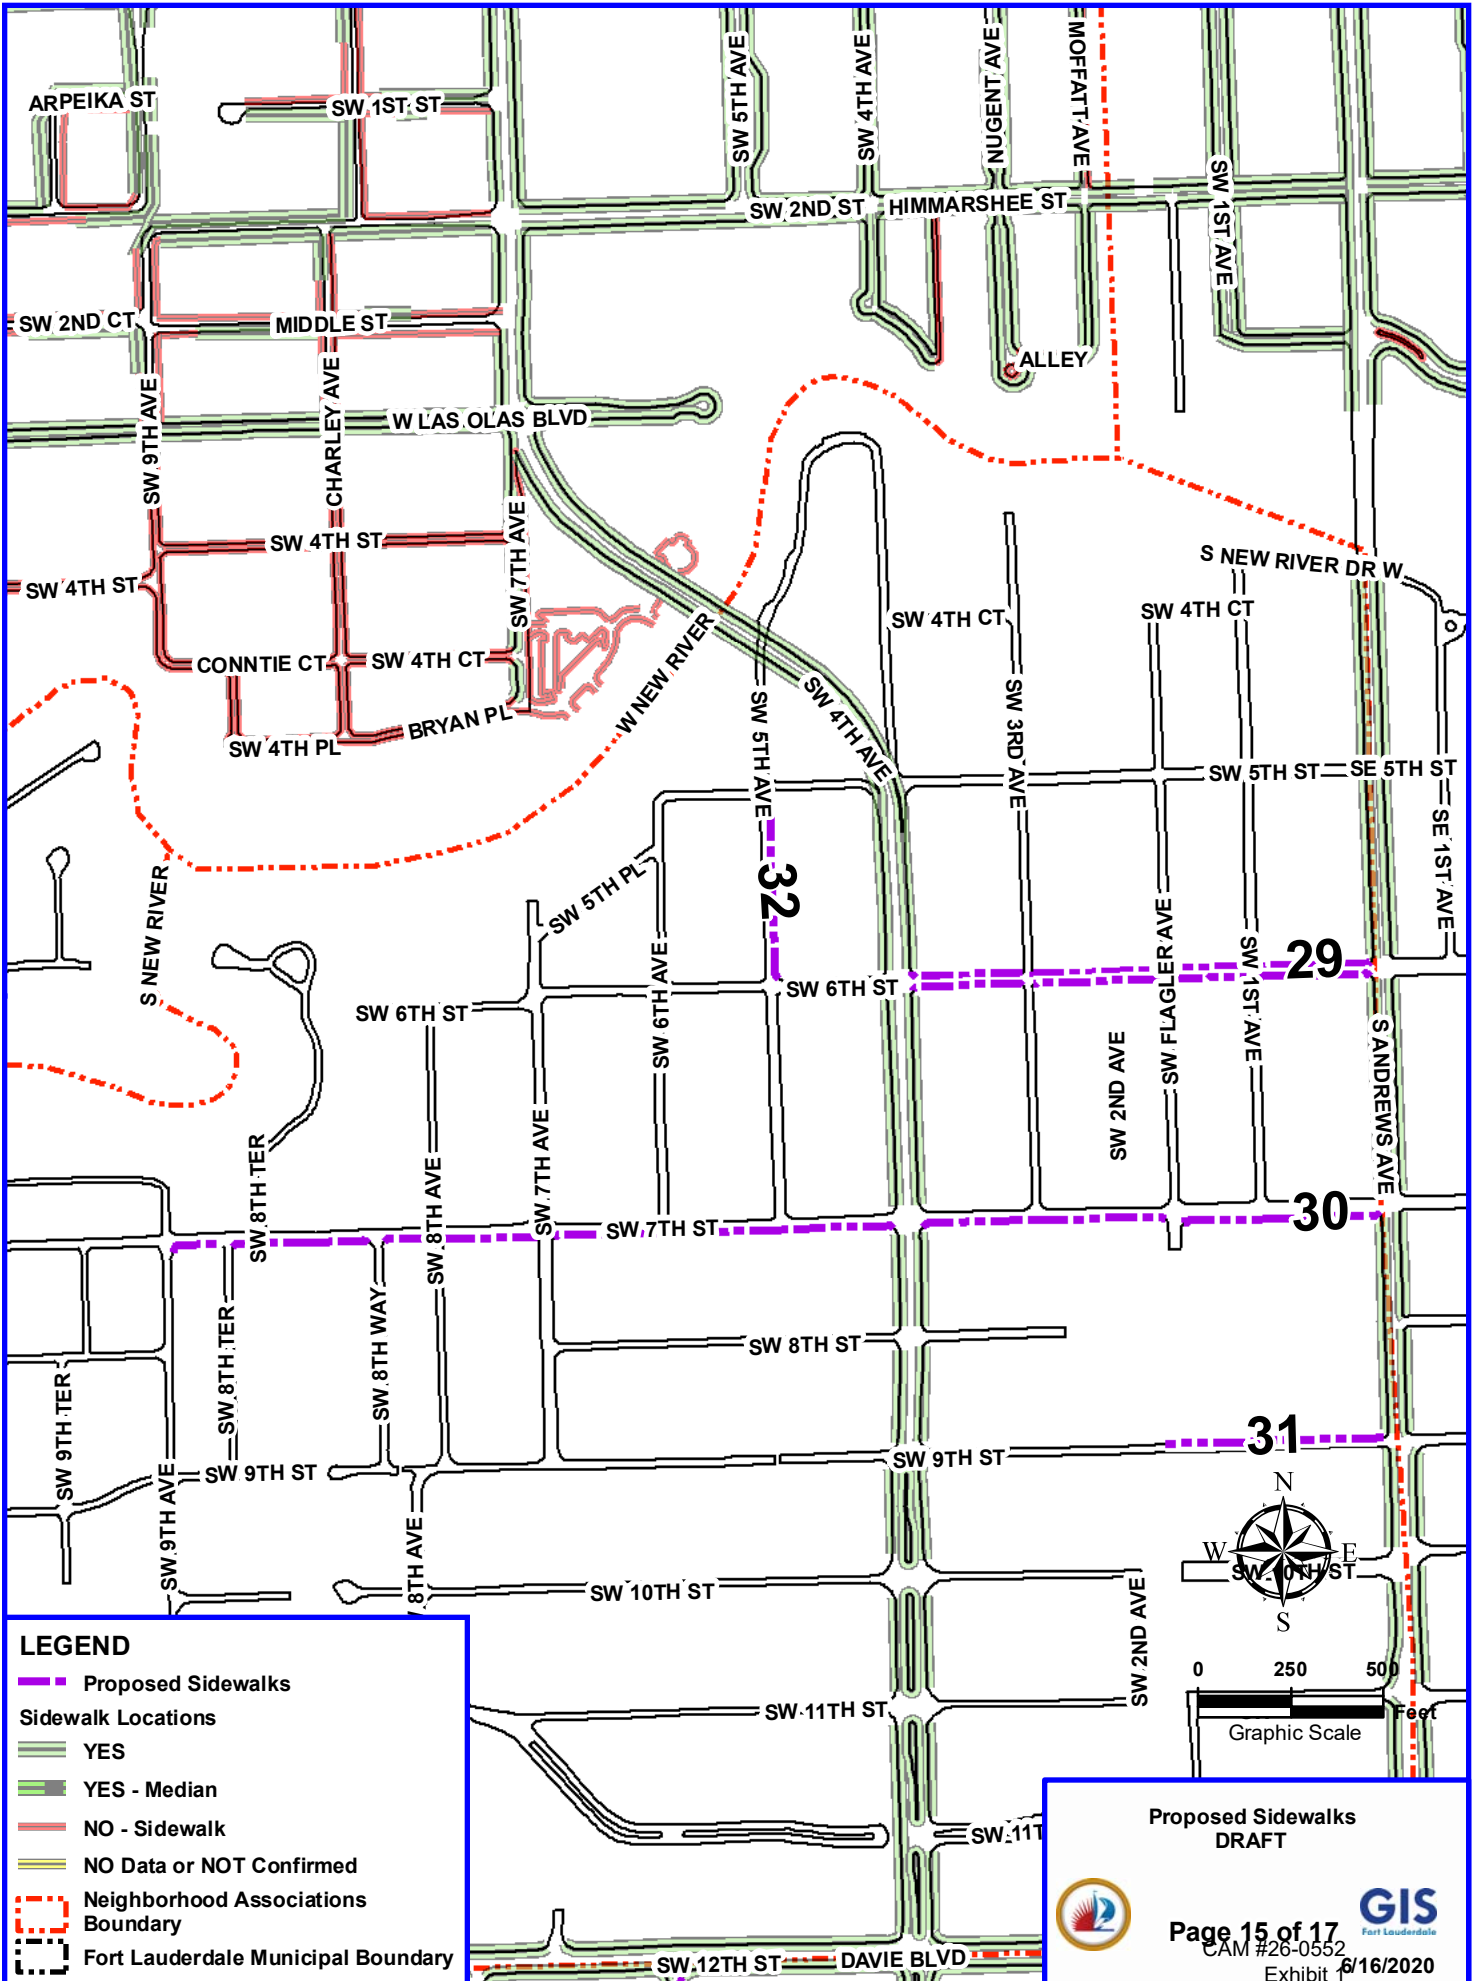 ARPEIKA ST
SW 1ST ST
SW 5TH AVE
SW 4TH AVE
NUGENT AVE
MOFFATT AVE
SW 1ST AVE
SW 2ND ST
HIMMARSHEE ST
SW 2ND CT
MIDDLE ST
ALLEY
SW 9TH AVE
CHARLEY AVE
W LAS OLAS BLVD
SW 4TH ST
SW 7TH AVE
SW 4TH ST
S NEW RIVER DR W
SW 4TH CT
SW 4TH CT
CONNTIE CT
SW 4TH CT
W NEW RIVER
SW 4TH PL
BRYAN PL
SW 5TH AVE
SW 4TH AVE
SW 3RD AVE
SW 5TH ST
SE 5TH ST
SE 1ST AVE
32
SW 5TH PL
S NEW RIVER
SW 6TH AVE
SW FLAGLER AVE
SW 1ST AVE
29
SW 6TH ST
SW 6TH ST
SW 2ND AVE
S ANDREWS AVE
SW 8TH TER
SW 8TH AVE
SW 7TH AVE
SW 7TH ST
30
SW 8TH TER
SW 8TH WAY
SW 8TH ST
SW 9TH TER
SW 9TH AVE
SW 9TH ST
SW 9TH ST
31
N
W
E
S
SW 10TH ST
8TH AVE
SW 10TH ST
SW 2ND AVE
0 250 500
Feet
Graphic Scale
SW 11TH ST
SW 11T
SW 12TH ST
DAVIE BLVD
LEGEND
Proposed Sidewalks
Sidewalk Locations
YES
YES - Median
NO - Sidewalk
NO Data or NOT Confirmed
Neighborhood Associations
Boundary
Fort Lauderdale Municipal Boundary
Proposed Sidewalks
DRAFT
GIS
Fort Lauderdale
Page 15 of 17
CAM #26-0552
Exhibit 1
6/16/2020